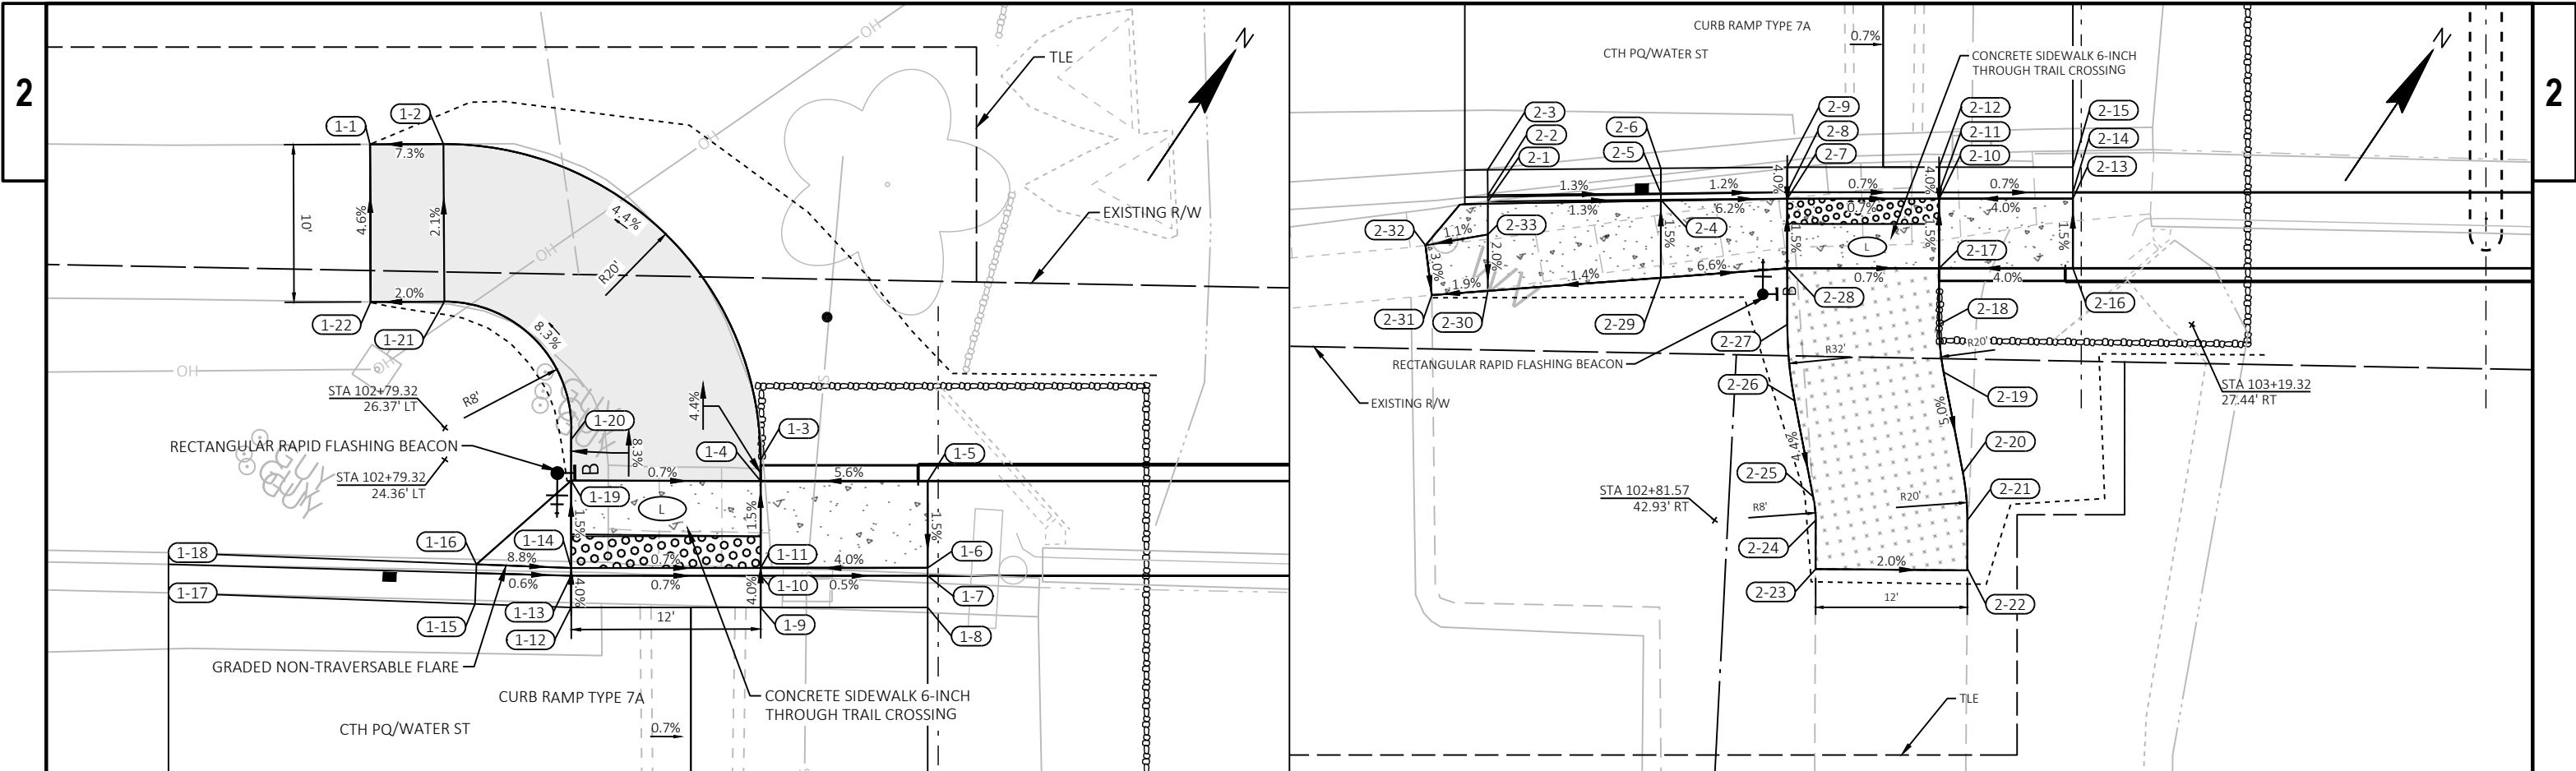 2
TLE
OH
N
1-1
1-2
7.3%
4.4%
OH
10'
4.6%
2.1%
EXISTING R/W
OH
R20'
2.0%
1-22
8.3%
1-21
OH
OH
STA 102+79.32
26.37' LT
R8'
GUY
GUY
4.4%
1-20
1-3
RECTANGULAR RAPID FLASHING BEACON
8.3%
1-4
1-5
GUY
GUY
B
0.7%
5.6%
STA 102+79.32
24.36' LT
1-19
L
1.5%
1.5%
1.5%
1-16
1-14
1-18
8.8%
0.7%
1-11
4.0%
1-6
0.6%
0.7%
1-10
0.5%
1-17
4.0%
4.0%
1-7
1-13
1-15
1-12
12'
1-9
1-8
GRADED NON-TRAVERSABLE FLARE
CURB RAMP TYPE 7A
CONCRETE SIDEWALK 6-INCH
THROUGH TRAIL CROSSING
CTH PQ/WATER ST
0.7%
CURB RAMP TYPE 7A
0.7%
N
CTH PQ/WATER ST
CONCRETE SIDEWALK 6-INCH
THROUGH TRAIL CROSSING
2
2-3
2-9
2-12
2-15
2-2
2-6
2-8
2-11
2-14
2-1
2-5
2-7
2-10
2-13
1.3%
1.2%
4.0%
0.7%
4.0%
0.7%
1.3%
6.2%
0.7%
4.0%
2-32
1.1%
2-33
2-4
1.5%
1.5%
L
1.5%
1.5%
2-17
3.0%
2.0%
1.9%
1.4%
6.6%
0.7%
4.0%
B
2-28
2-16
2-31
2-30
2-29
2-18
2-27
R32'
R20'
RECTANGULAR RAPID FLASHING BEACON
2-26
2-19
STA 103+19.32
27.44' RT
EXISTING R/W
5.0%
4.4%
2-20
2-25
STA 102+81.57
42.93' RT
R8'
R20'
2-21
2-24
2.0%
2-23
12'
2-22
TLE